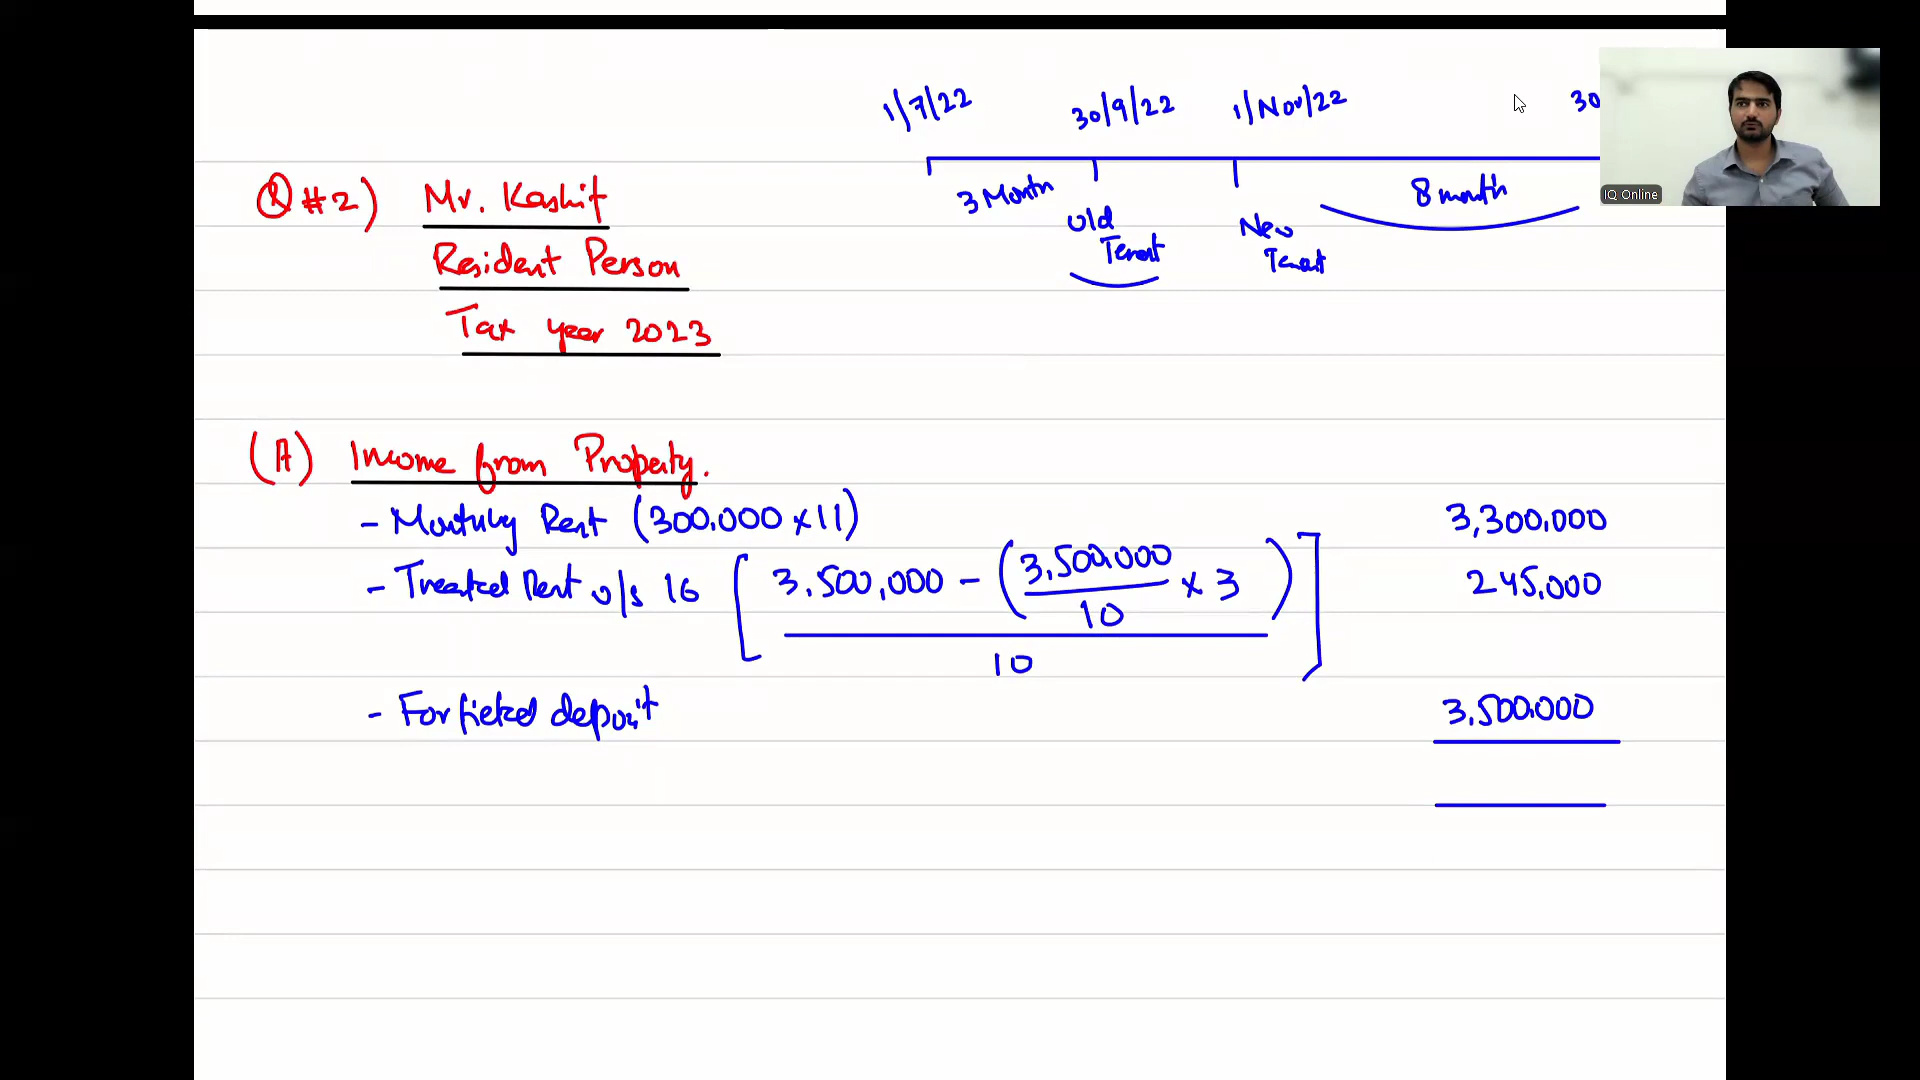 1/7/22 30/9/22 1/Nov/22 30
3 Month Old Tenant New Tenant 8 month
IQ Online
Q #2) Mr. Kashif
Resident Person
Tax year 2023
(A) Income from Property.
- Monthly Rent (300,000 x 11) 3,300,000
- Treated Rent u/s 16 [3,500,000 - (3,500,000/10 x 3)]/10 245,000
- Forfieted deposit 3,500,000